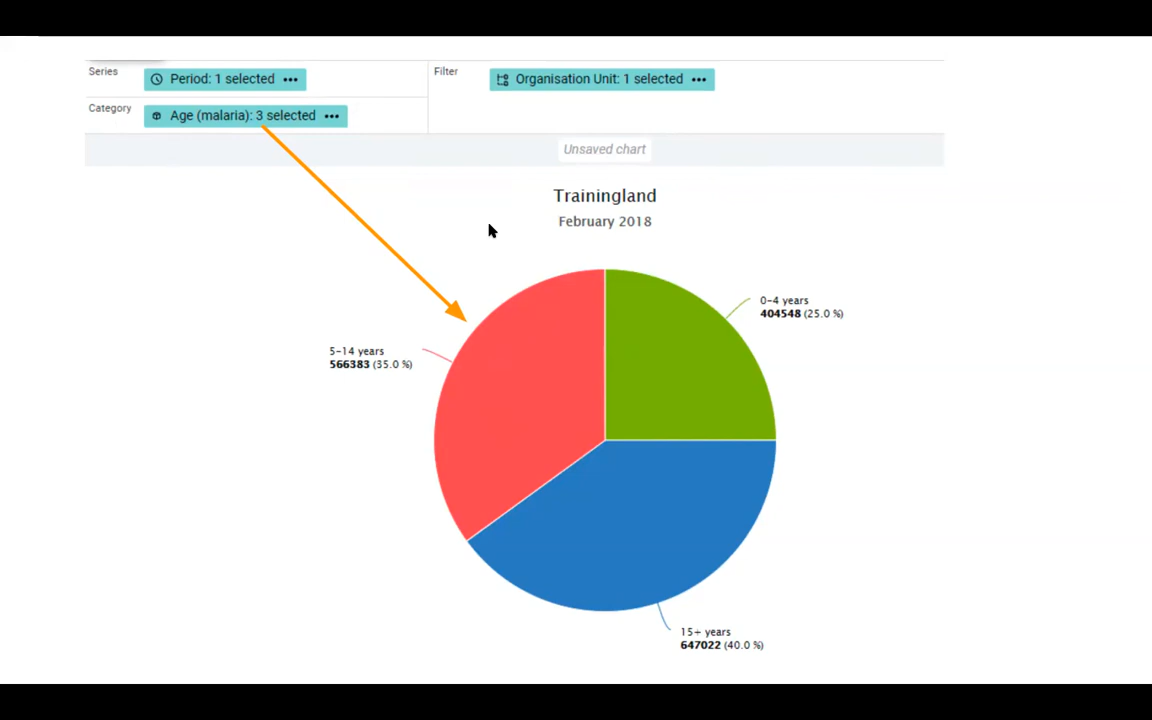 Series
Period: 1 selected •••
Filter
Organisation Unit: 1 selected •••
Category
Age (malaria): 3 selected •••
Unsaved chart
Trainingland
February 2018
0-4 years
404548 (25.0 %)
5-14 years
566383 (35.0 %)
15+ years
647022 (40.0 %)